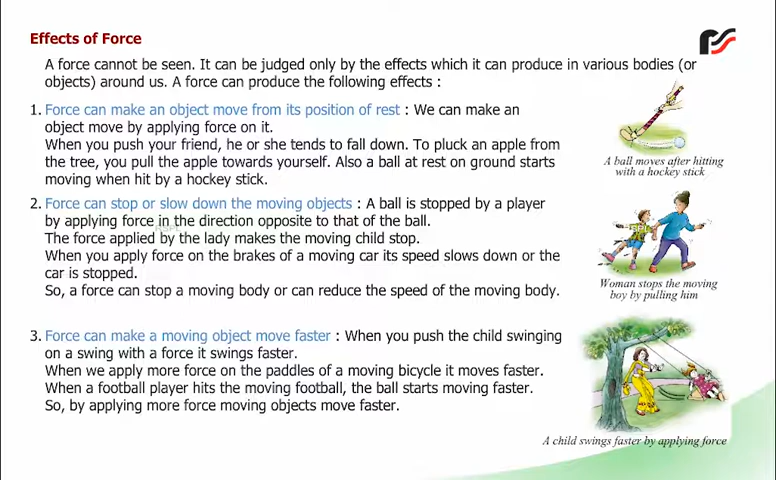 Effects of Force
A force cannot be seen. It can be judged only by the effects which it can produce in various bodies (or
objects) around us. A force can produce the following effects :
1. Force can make an object move from its position of rest : We can make an
object move by applying force on it.
When you push your friend, he or she tends to fall down. To pluck an apple from
the tree, you pull the apple towards yourself. Also a ball at rest on ground starts
moving when hit by a hockey stick.
A ball moves after hitting
with a hockey stick
2. Force can stop or slow down the moving objects : A ball is stopped by a player
by applying force in the direction opposite to that of the ball.
The force applied by the lady makes the moving child stop.
When you apply force on the brakes of a moving car its speed slows down or the
car is stopped.
So, a force can stop a moving body or can reduce the speed of the moving body.
Woman stops the moving
boy by pulling him
3. Force can make a moving object move faster : When you push the child swinging
on a swing with a force it swings faster.
When we apply more force on the paddles of a moving bicycle it moves faster.
When a football player hits the moving football, the ball starts moving faster.
So, by applying more force moving objects move faster.
A child swings faster by applying force